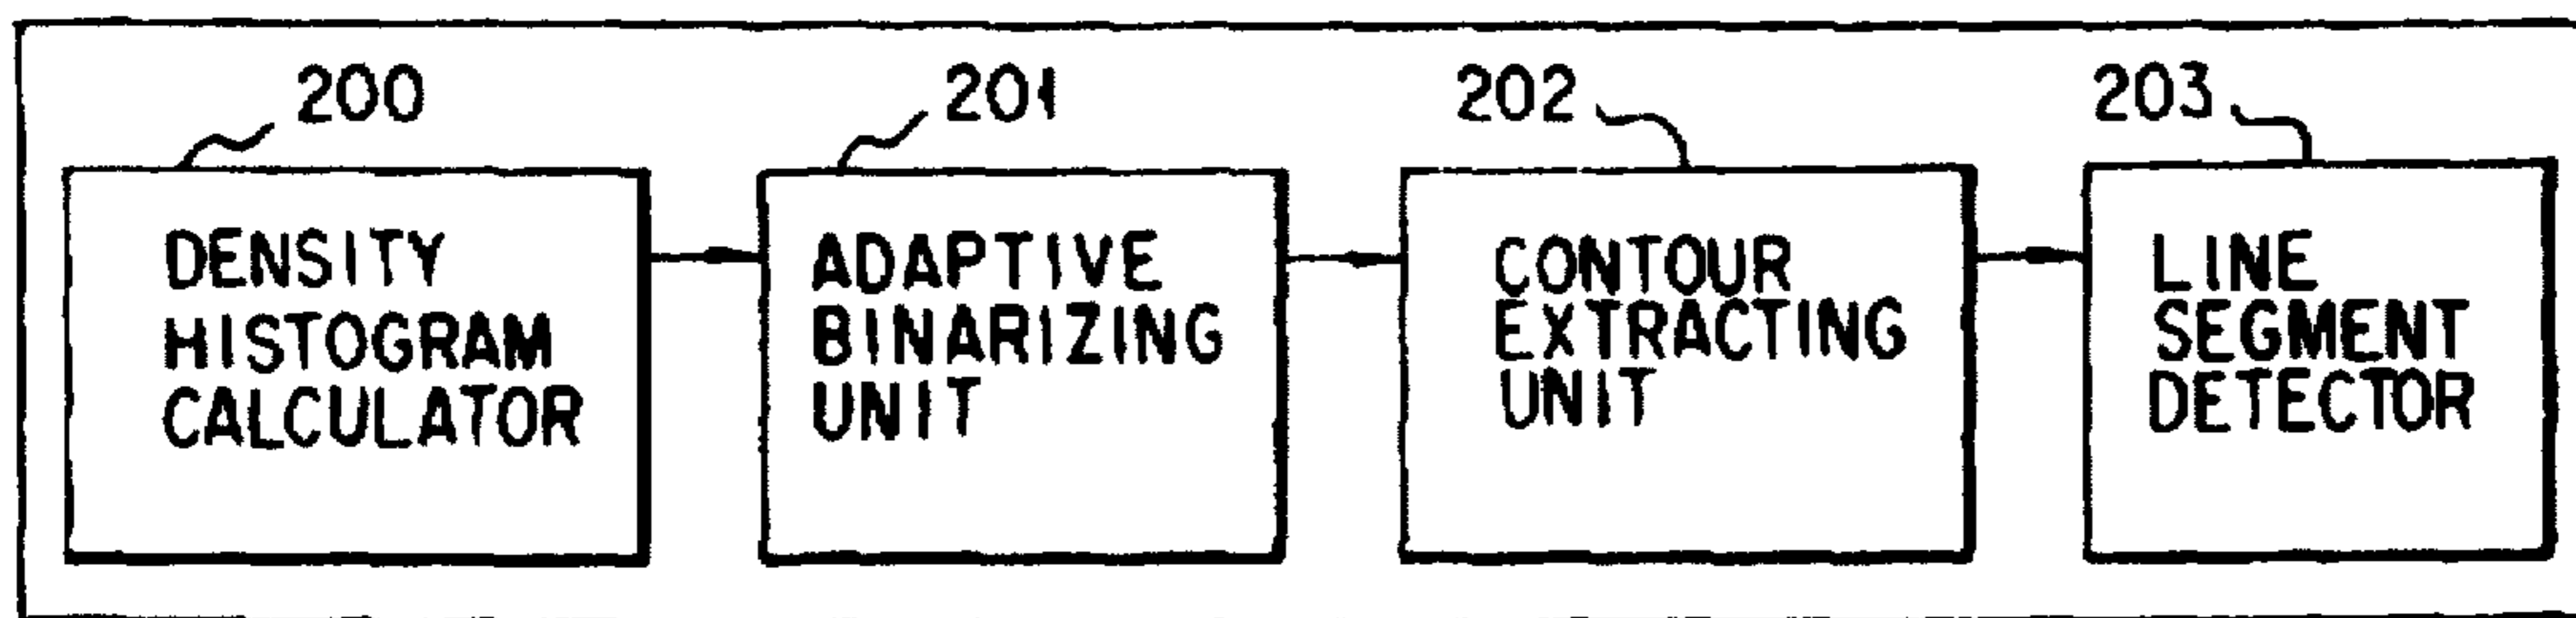 200
201
202
203
DENSITY
HISTOGRAM
CALCULATOR
ADAPTIVE
BINARIZING
UNIT
CONTOUR
EXTRACTING
UNIT
LINE
SEGMENT
DETECTOR